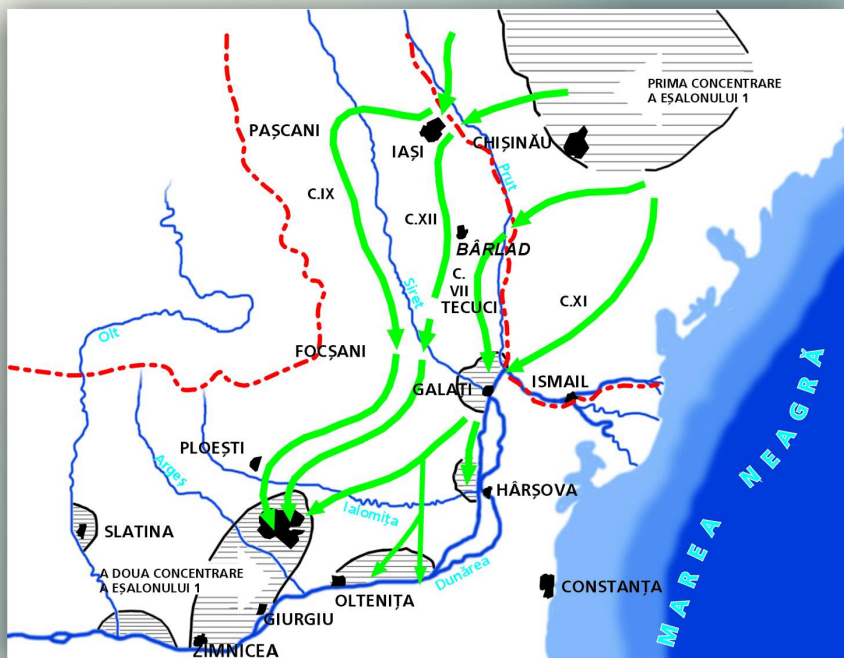 PRIMA CONCENTRARE
A EȘALONULUI 1
PAȘCANI
IAȘI
CHIȘINĂU
Prut
C.IX
C.XII
BÂRLAD
C.
VII
TECUCI
C.XI
Siret
Olt
FOCȘANI
GALAȚI
ISMAIL
PLOEȘTI
Argeș
HÂRȘOVA
Ialomița
SLATINA
A DOUA CONCENTRARE
A EȘALONULUI 1
OLTENIȚA
Dunărea
CONSTANȚA
GIURGIU
ZIMNICEA
MAREA NEAGRĂ